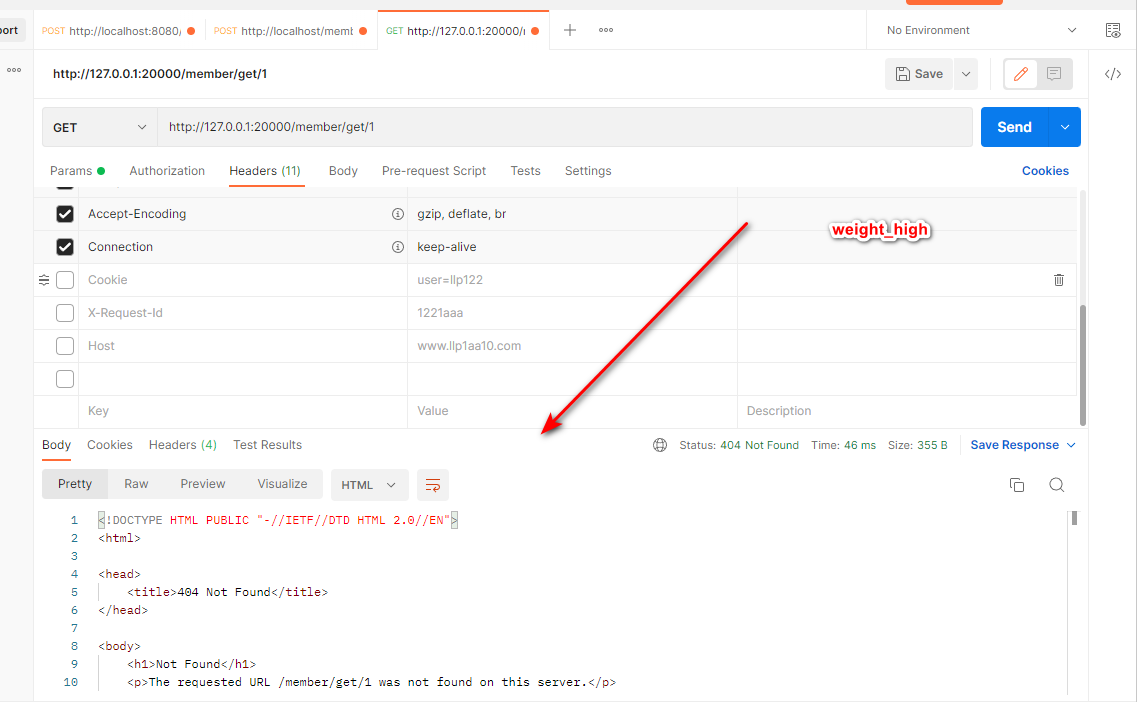 port
POST http://localhost:8080/
POST http://localhost/memb
GET http://127.0.0.1:20000/
No Environment
http://127.0.0.1:20000/member/get/1
Save
GET
http://127.0.0.1:20000/member/get/1
Send
Params
Authorization
Headers (11)
Body
Pre-request Script
Tests
Settings
Cookies
Accept-Encoding
gzip, deflate, br
weight_high
Connection
keep-alive
Cookie
user=llp122
X-Request-Id
1221aaa
Host
www.llp1aa10.com
Key
Value
Description
Body
Cookies
Headers (4)
Test Results
Status: 404 Not Found
Time: 46 ms
Size: 355 B
Save Response
Pretty
Raw
Preview
Visualize
HTML
1 <!DOCTYPE HTML PUBLIC "-//IETF//DTD HTML 2.0//EN">
2 <html>
3
4 <head>
5 <title>404 Not Found</title>
6 </head>
7
8 <body>
9 <h1>Not Found</h1>
10 <p>The requested URL /member/get/1 was not found on this server.</p>